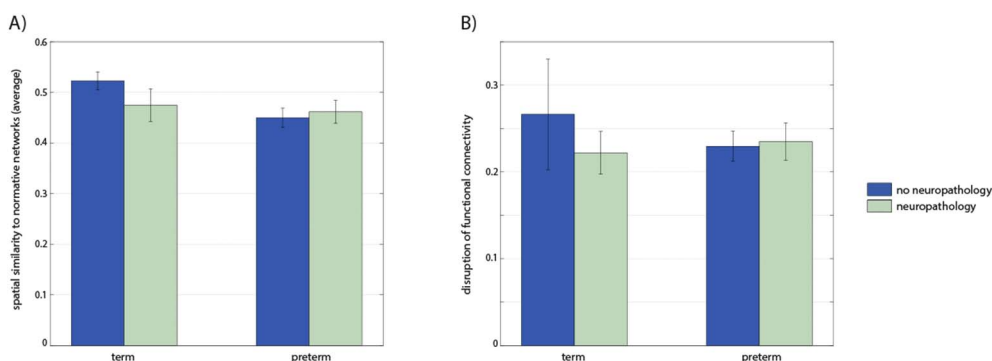 A)
spatial similarity to normative networks (average)
0.6
0.5
0.4
0.3
0.2
0.1
0
term
preterm
B)
disruption of functional connectivity
0.3
0.2
0.1
term
preterm
no neuropathology
neuropathology